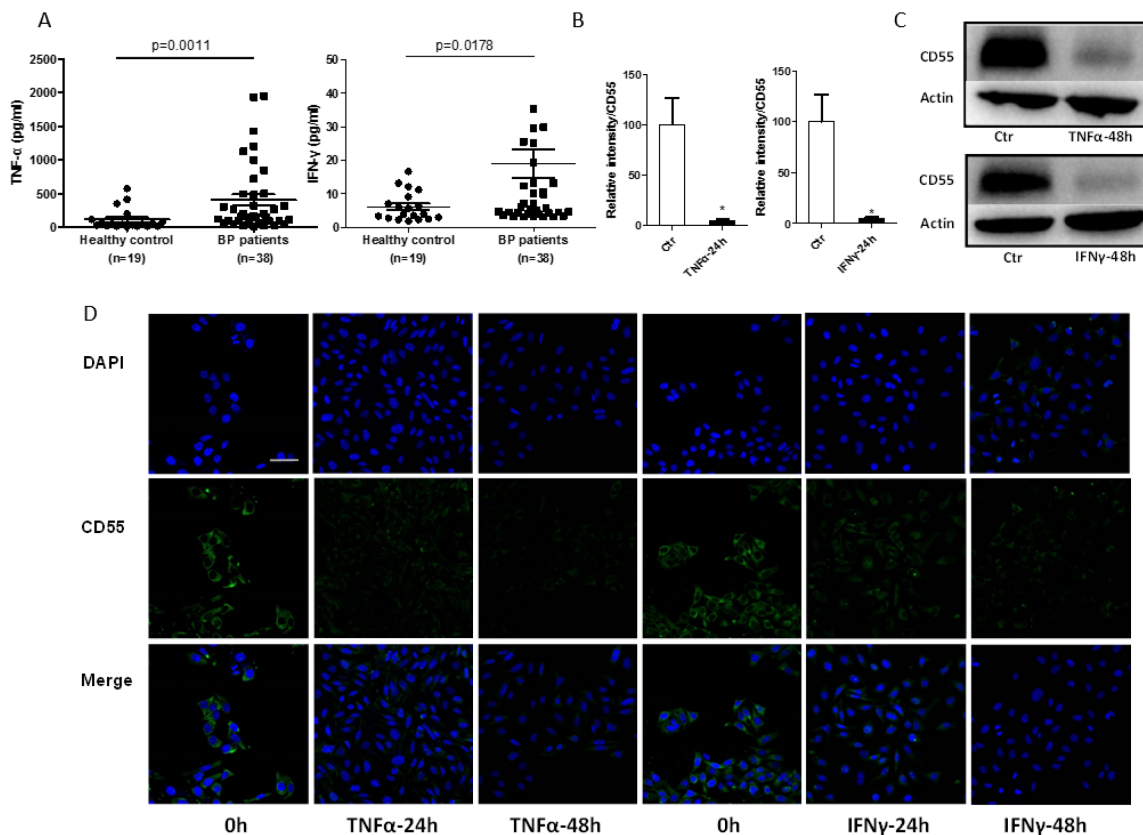 A
p=0.0011
TNF-α (pg/ml)
2500
2000
1500
1000
500
0
Healthy control
BP patients
(n=19)
(n=38)
p=0.0178
IFN-γ (pg/ml)
50
40
30
20
10
0
Healthy control
BP patients
(n=19)
(n=38)
B
Relative intensity/CD55
150
100
50
0
*
Ctr
TNFα-24h
Relative intensity/CD55
150
100
50
0
*
Ctr
IFNγ-24h
C
CD55
Actin
Ctr
TNFα-48h
CD55
Actin
Ctr
IFNγ-48h
D
DAPI
CD55
Merge
0h
TNFα-24h
TNFα-48h
0h
IFNγ-24h
IFNγ-48h